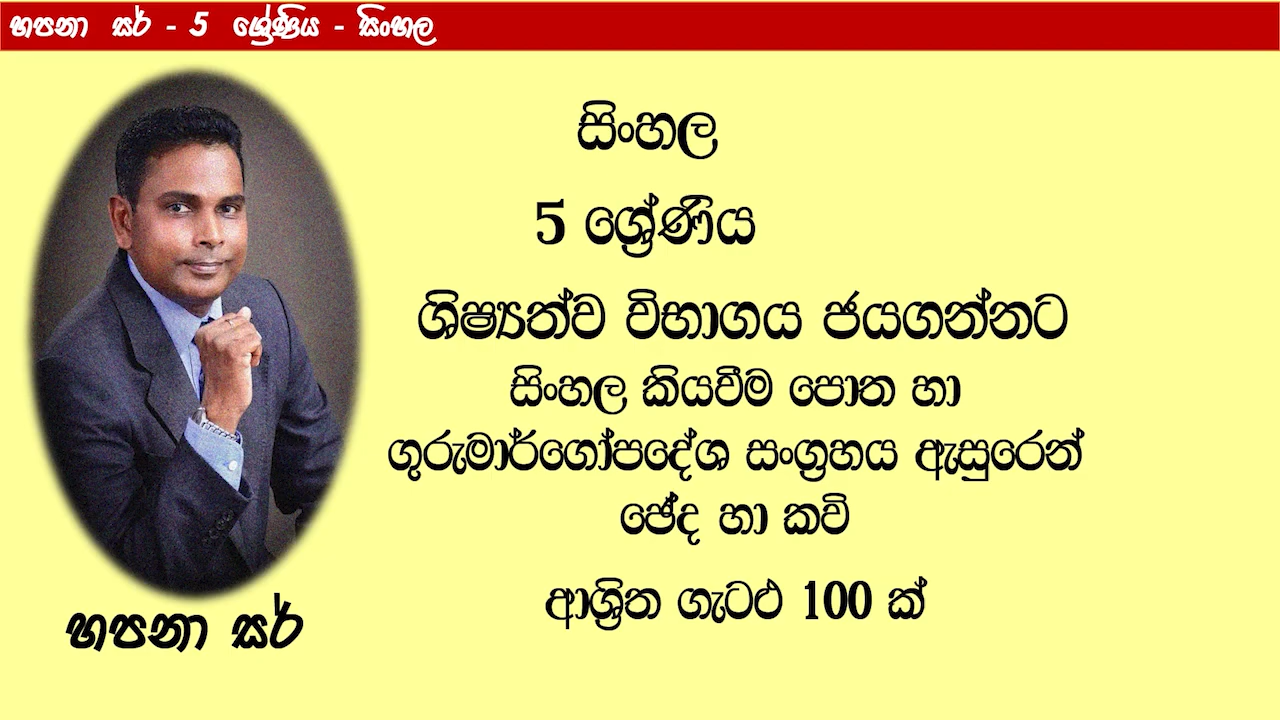 හපනා සර් - 5 ශ්‍රේණිය - සිංහල
සිංහල
5 ශ්‍රේණිය
ශිෂ්‍යත්ව විභාගය ජයගන්නට
සිංහල කියවීම පොත හා
ගුරුමාර්ගෝපදේශ සංග්‍රහය ඇසුරෙන්
ඡේද හා කවි
ආශ්‍රිත ගැටළු 100 ක්
හපනා සර්